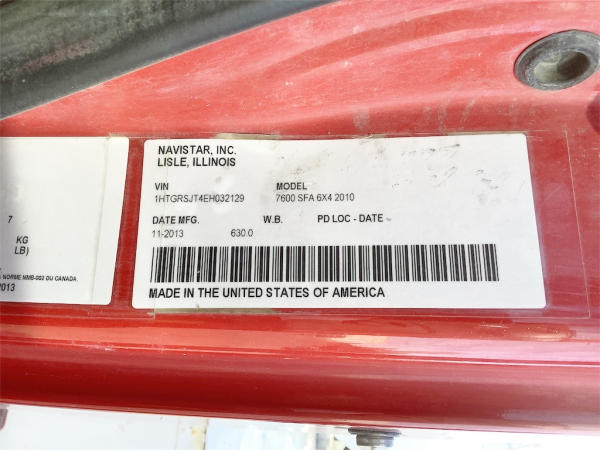 NAVISTAR, INC.
LISLE, ILLINOIS
VIN MODEL
1HTGRSJT4EH032129 7600 SFA 6X4 2010
DATE MFG. W.B. PD LOC - DATE
11-2013 630.0
MADE IN THE UNITED STATES OF AMERICA
7
KG
LB)
NORME NMB-002 DU CANADA.
2013